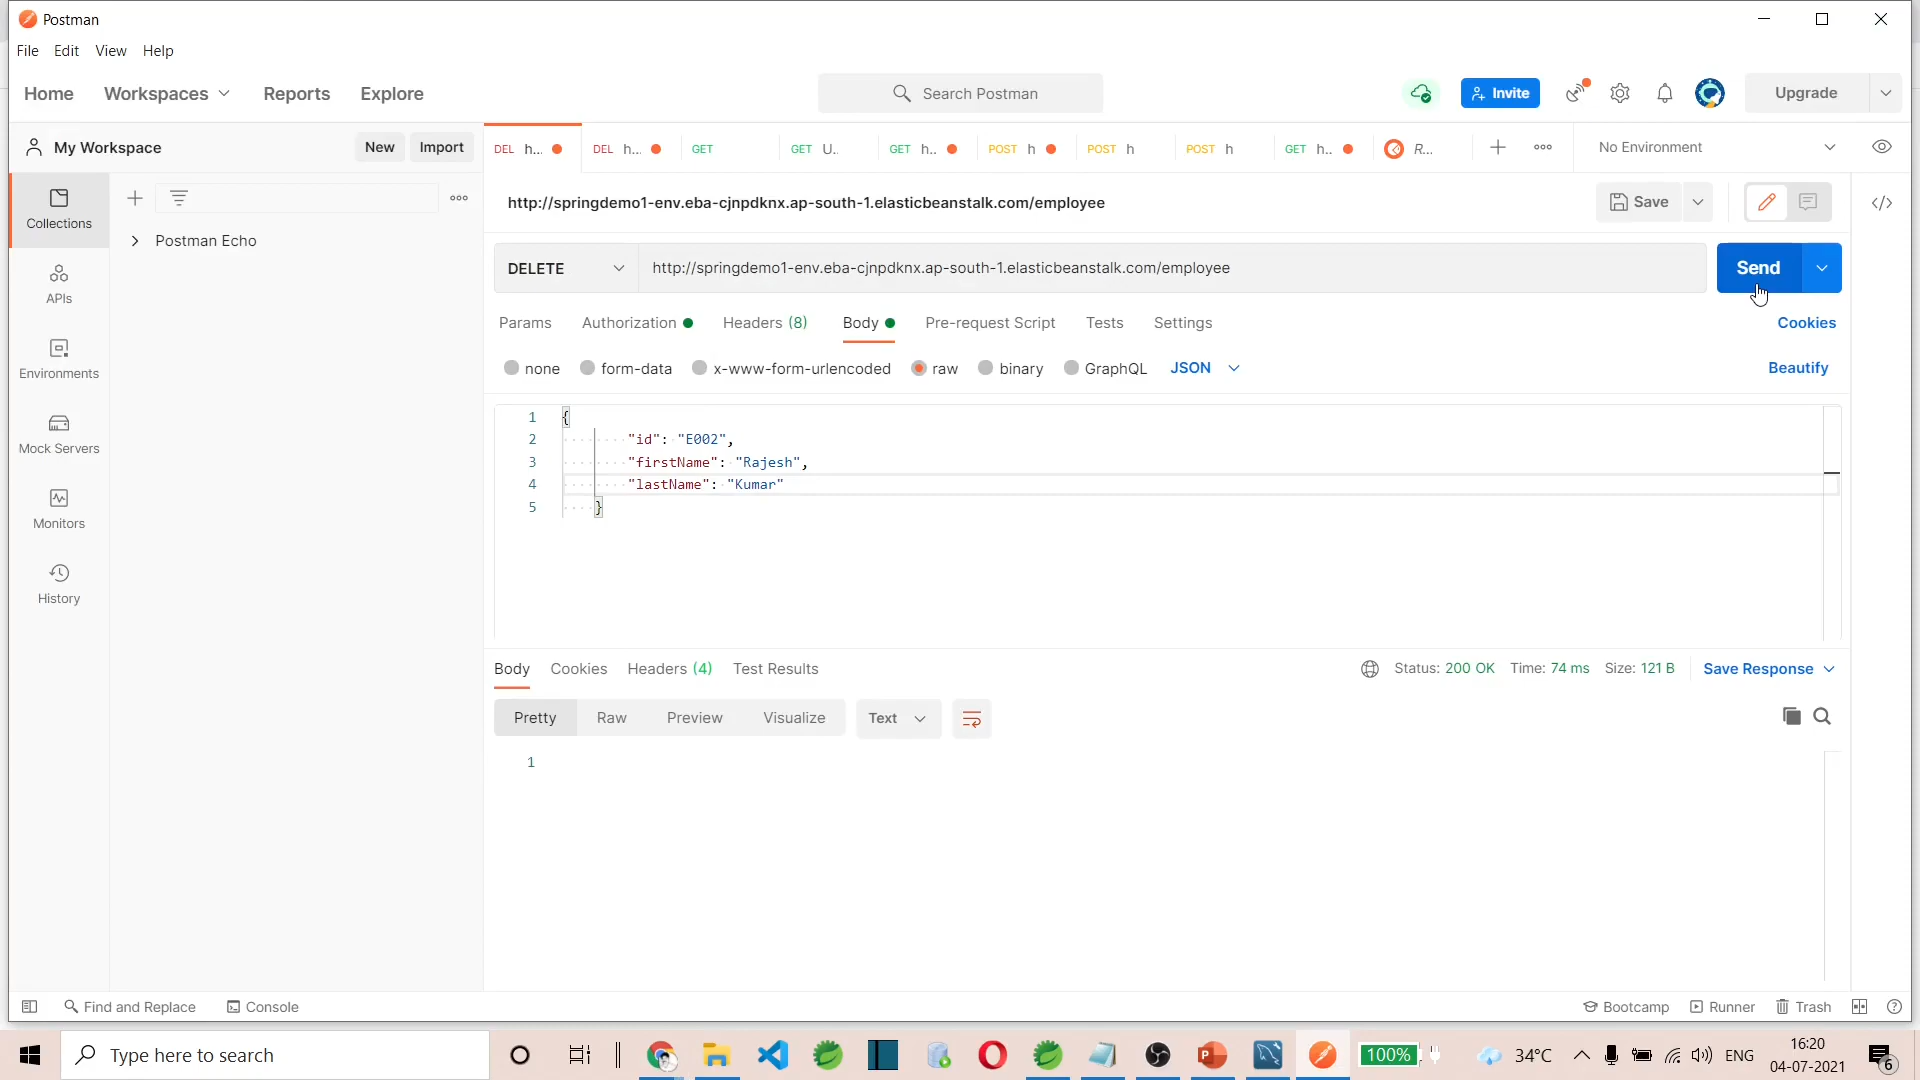 Postman
File Edit View Help
Home Workspaces Reports Explore
Search Postman
Invite
Upgrade
My Workspace
New Import
DEL h...
DEL h...
GET
GET U..
GET h..
POST h
POST h
POST h
GET h..
R...
No Environment
Collections
Postman Echo
http://springdemo1-env.eba-cjnpdknx.ap-south-1.elasticbeanstalk.com/employee
Save
DELETE http://springdemo1-env.eba-cjnpdknx.ap-south-1.elasticbeanstalk.com/employee
Send
APIs
Environments
Mock Servers
Monitors
History
Params Authorization Headers (8) Body Pre-request Script Tests Settings Cookies
none form-data x-www-form-urlencoded raw binary GraphQL JSON Beautify
1 {
2 "id": "E002",
3 "firstName": "Rajesh",
4 "lastName": "Kumar"
5 }
Body Cookies Headers (4) Test Results Status: 200 OK Time: 74 ms Size: 121 B Save Response
Pretty Raw Preview Visualize Text
1
Find and Replace Console Bootcamp Runner Trash
Type here to search
100%
34°C
ENG
16:20
04-07-2021
6